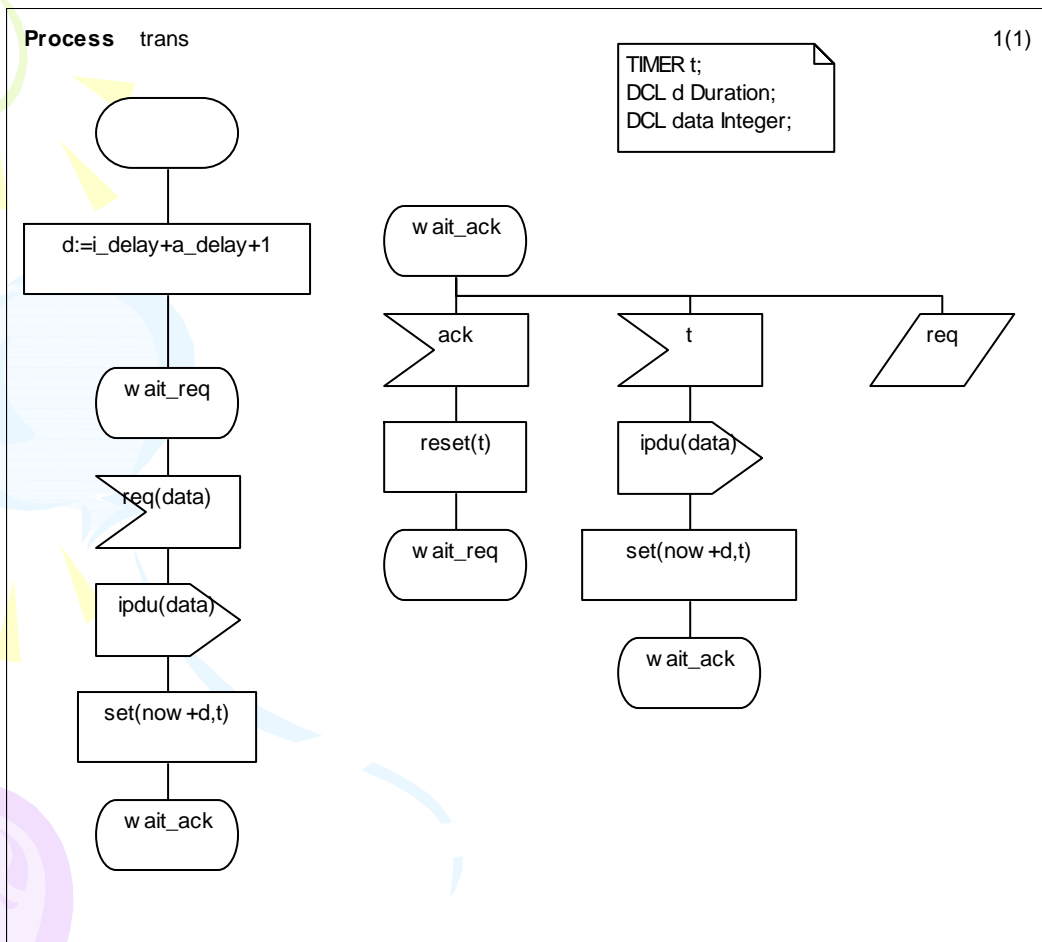 Process trans
1(1)
TIMER t;
DCL d Duration;
DCL data Integer;
d:=i_delay+a_delay+1
wait_req
req(data)
ipdu(data)
set(now+d,t)
wait_ack
wait_ack
ack
reset(t)
wait_req
t
ipdu(data)
set(now+d,t)
wait_ack
req